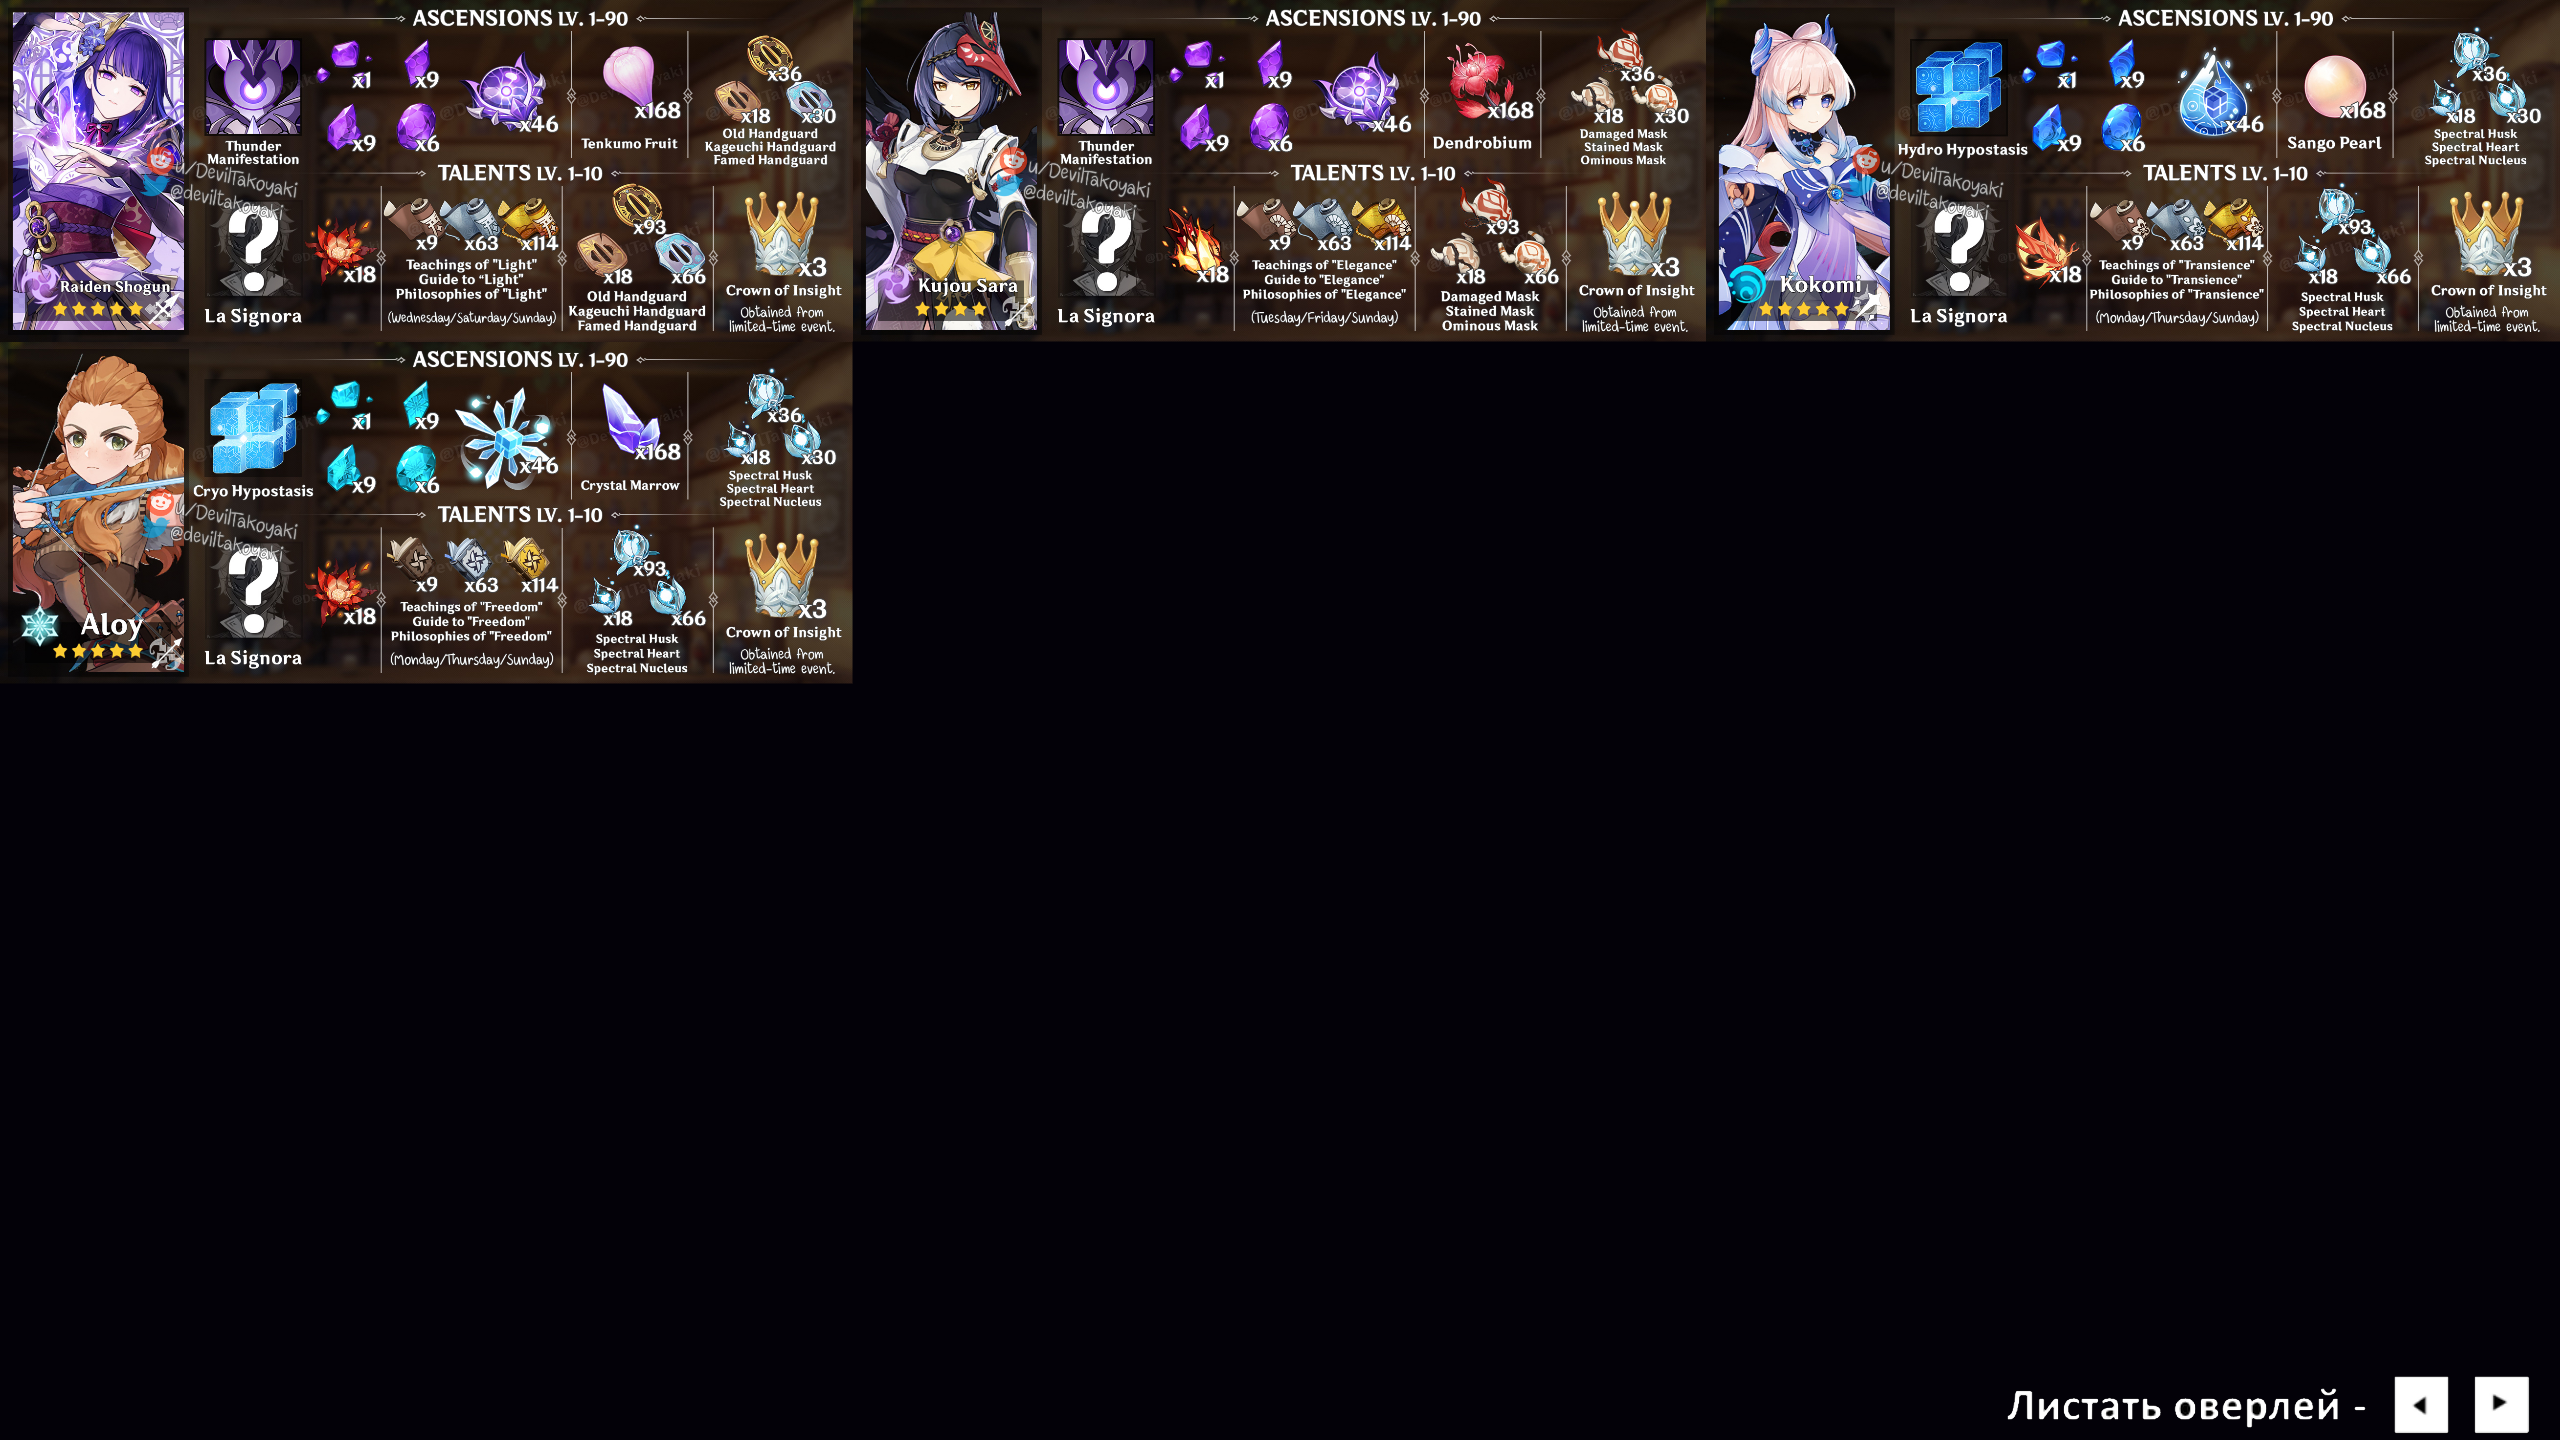 ASCENSIONS LV. 1-90
x1
x9
x9
x6
x46
x168
x36
x18
x30
Thunder
Manifestation
Tenkumo Fruit
Old Handguard
Kageuchi Handguard
Famed Handguard
u/DevilTakoyaki
@deviltakoyaki
TALENTS LV. 1-10
?
x18
x9
x63
x114
x93
x18
x66
x3
Teachings of "Light"
Guide to "Light"
Philosophies of "Light"
(Wednesday/Saturday/Sunday)
Old Handguard
Kageuchi Handguard
Famed Handguard
Crown of Insight
Obtained from
limited-time event.
Raiden Shogun
La Signora
ASCENSIONS LV. 1-90
x1
x9
x9
x6
x46
x168
x36
x18
x30
Thunder
Manifestation
Dendrobium
Damaged Mask
Stained Mask
Ominous Mask
u/DevilTakoyaki
@deviltakoyaki
TALENTS LV. 1-10
?
x18
x9
x63
x114
x93
x18
x66
x3
Teachings of "Elegance"
Guide to "Elegance"
Philosophies of "Elegance"
(Tuesday/Friday/Sunday)
Damaged Mask
Stained Mask
Ominous Mask
Crown of Insight
Obtained from
limited-time event.
Kujou Sara
La Signora
ASCENSIONS LV. 1-90
x1
x9
x9
x6
x46
x168
x36
x18
x30
Hydro Hypostasis
Sango Pearl
Spectral Husk
Spectral Heart
Spectral Nucleus
u/DevilTakoyaki
@deviltakoyaki
TALENTS LV. 1-10
?
x18
x9
x63
x114
x93
x18
x66
x3
Teachings of "Transience"
Guide to "Transience"
Philosophies of "Transience"
(Monday/Thursday/Sunday)
Spectral Husk
Spectral Heart
Spectral Nucleus
Crown of Insight
Obtained from
limited-time event.
Kokomi
La Signora
ASCENSIONS LV. 1-90
x1
x9
x9
x6
x46
x168
x36
x18
x30
Cryo Hypostasis
Crystal Marrow
Spectral Husk
Spectral Heart
Spectral Nucleus
u/DevilTakoyaki
@deviltakoyaki
TALENTS LV. 1-10
?
x18
x9
x63
x114
x93
x18
x66
x3
Teachings of "Freedom"
Guide to "Freedom"
Philosophies of "Freedom"
(Monday/Thursday/Sunday)
Spectral Husk
Spectral Heart
Spectral Nucleus
Crown of Insight
Obtained from
limited-time event.
Aloy
La Signora
Листать оверлей -